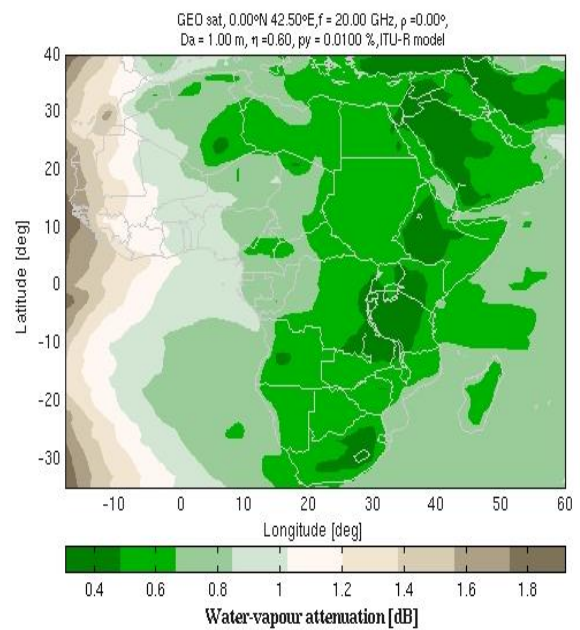 GEO sat, 0.00ºN 42.50ºE,f = 20.00 GHz, ρ =0.00º,
Da = 1.00 m, η =0.60, py = 0.0100 %,ITU-R model
40
30
20
10
0
-10
-20
-30
Latitude [deg]
-10 0 10 20 30 40 50 60
Longitude [deg]
0.4 0.6 0.8 1 1.2 1.4 1.6 1.8
Water-vapour attenuation [dB]